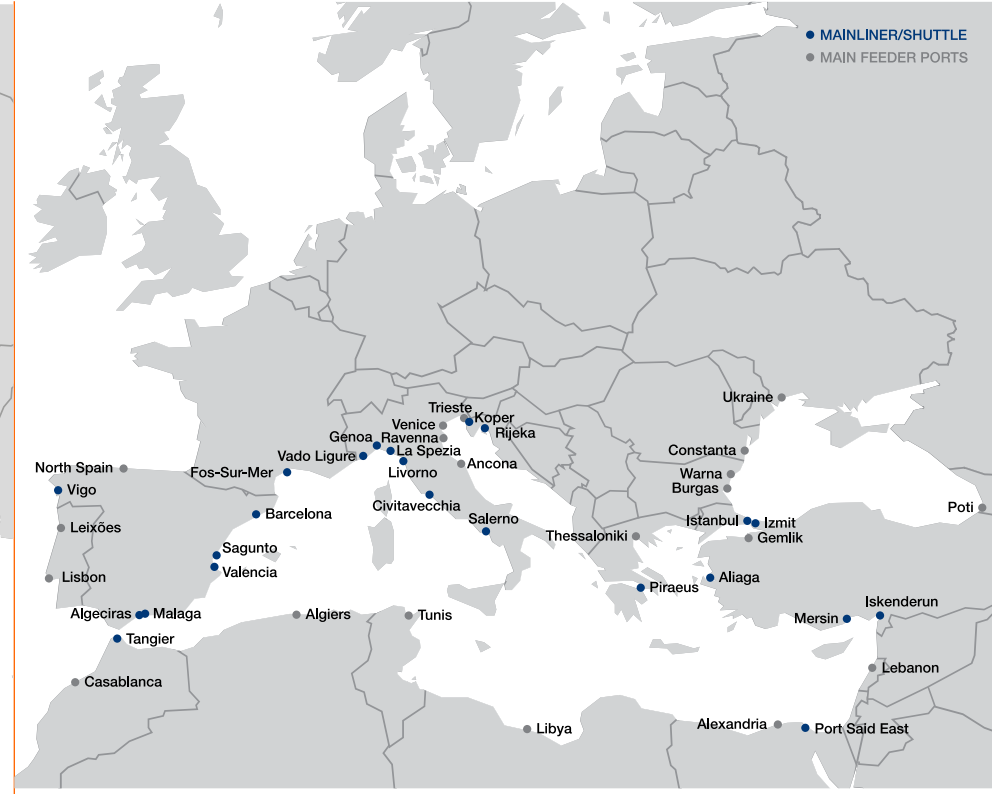 MAINLINER/SHUTTLE
MAIN FEEDER PORTS
Ukraine
Trieste
Koper
Venice
Rijeka
Genoa
Ravenna
La Spezia
Vado Ligure
Constanta
North Spain
Fos-Sur-Mer
Livorno
Ancona
Warna
Burgas
Vigo
Civitavecchia
Poti
Barcelona
Salerno
Istanbul
Izmit
Leixões
Thessaloniki
Gemlik
Sagunto
Valencia
Lisbon
Piraeus
Aliaga
Iskenderun
Algeciras
Malaga
Algiers
Tunis
Mersin
Tangier
Lebanon
Casablanca
Libya
Alexandria
Port Said East